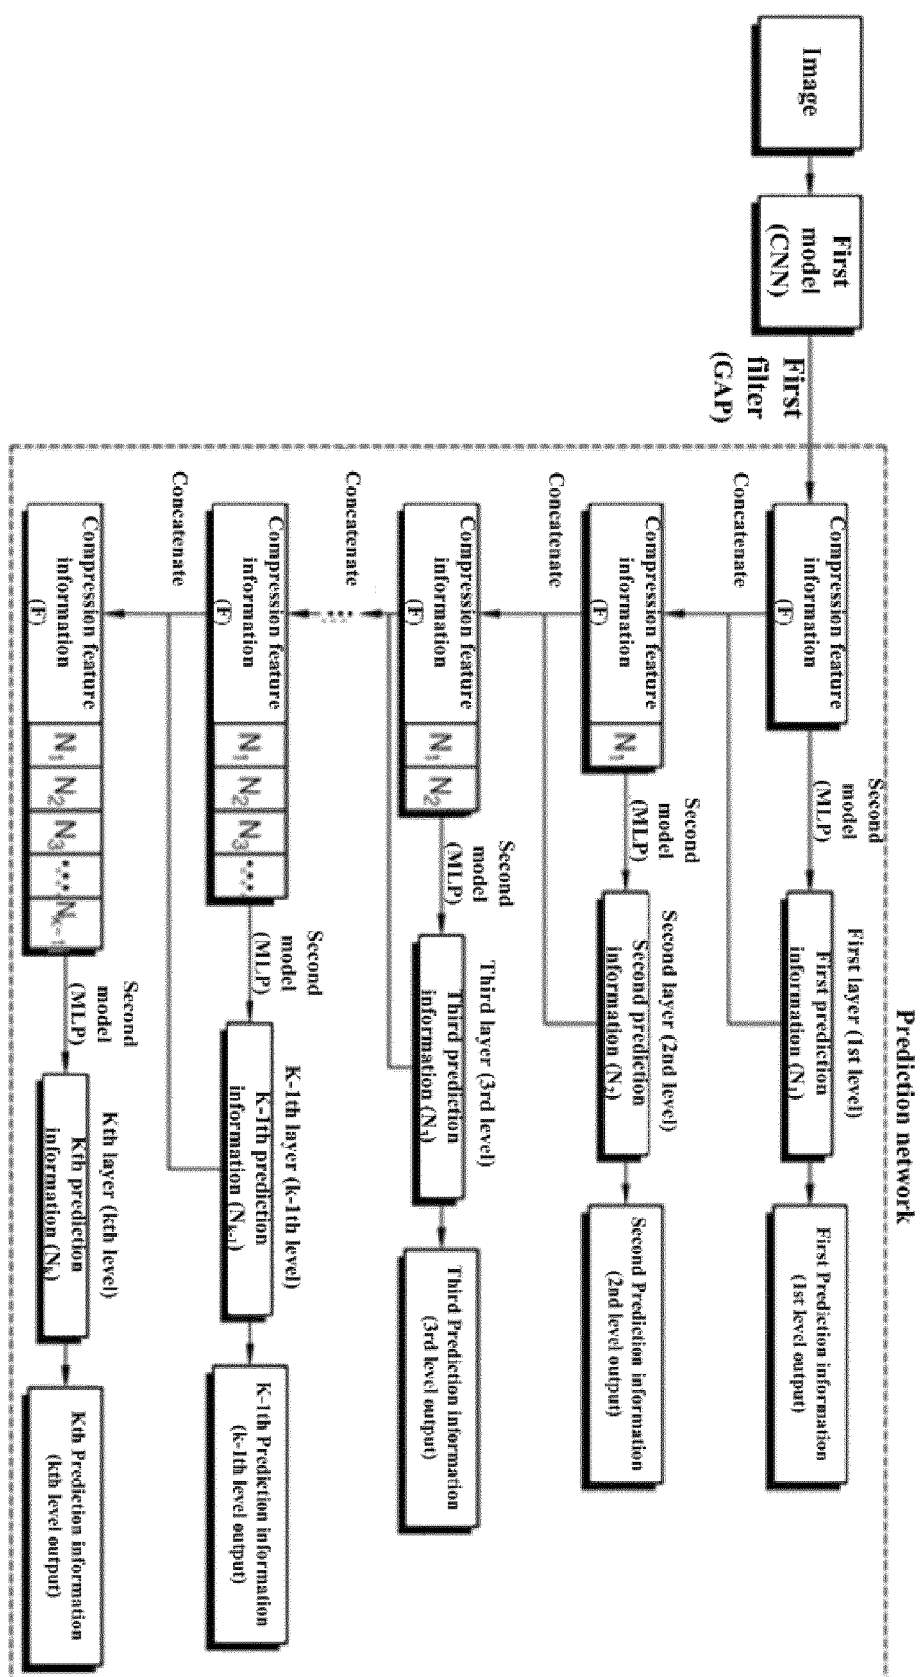 Prediction network
Image
First
model
(CNN)
First
filter
(GAP)
Compression feature
information
(F)
Second
model
(MLP)
First layer (1st level)
First prediction
information (N₁)
First Prediction information
(1st level output)
Concatenate
Compression feature
information
(F)
N₁
Second
model
(MLP)
Second layer (2nd level)
Second prediction
information (N₂)
Second Prediction information
(2nd level output)
Concatenate
Compression feature
information
(F)
N₁
N₂
Second
model
(MLP)
Third layer (3rd level)
Third prediction
information (N₃)
Third Prediction information
(3rd level output)
Concatenate
...
Compression feature
information
(F)
N₁
N₂
N₃
...
Second
model
(MLP)
K-1th layer (k-1th level)
K-1th prediction
information (Nₖ₋₁)
K-1th Prediction information
(k-1th level output)
Concatenate
Compression feature
information
(F)
N₁
N₂
N₃
...
Nₖ₋₁
Second
model
(MLP)
Kth layer (kth level)
Kth prediction
information (Nₖ)
Kth Prediction information
(kth level output)